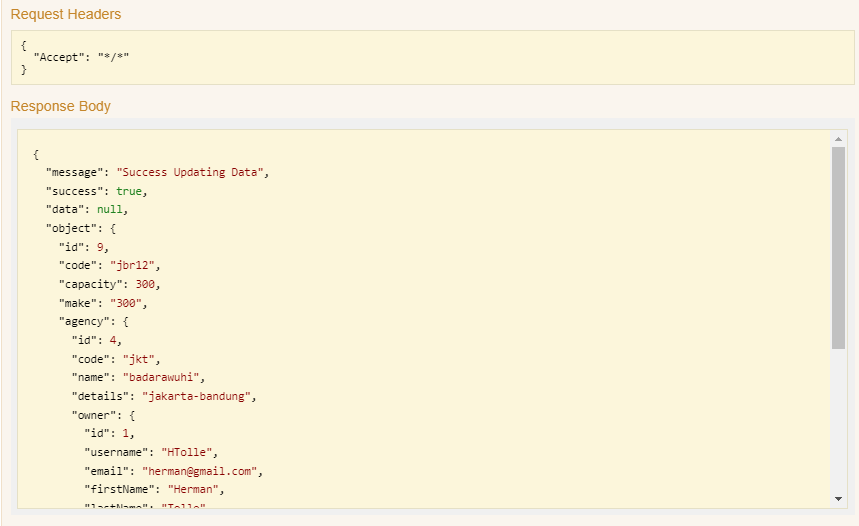 Request Headers
{
  "Accept": "*/*"
}
Response Body
{
  "message": "Success Updating Data",
  "success": true,
  "data": null,
  "object": {
    "id": 9,
    "code": "jbr12",
    "capacity": 300,
    "make": "300",
    "agency": {
      "id": 4,
      "code": "jkt",
      "name": "badarawuhi",
      "details": "jakarta-bandung",
      "owner": {
        "id": 1,
        "username": "HTolle",
        "email": "herman@gmail.com",
        "firstName": "Herman",
        "lastName": "Tolle"